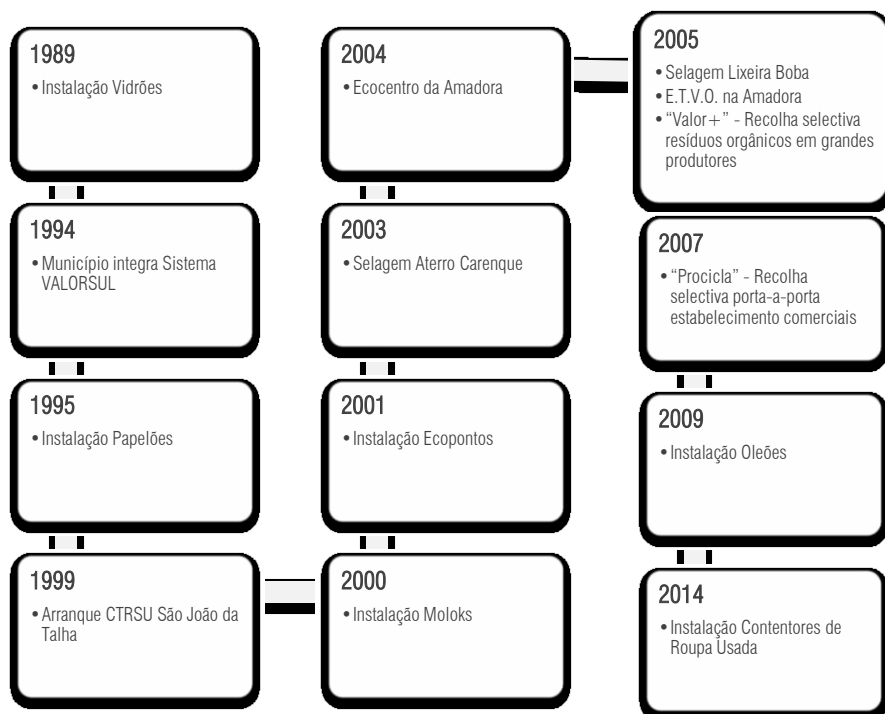 1989
• Instalação Vidrões
1994
• Município integra Sistema
VALORSUL
1995
• Instalação Papelões
1999
• Arranque CTRSU São João da
Talha
2000
• Instalação Moloks
2001
• Instalação Ecopontos
2003
• Selagem Aterro Carenque
2004
• Ecocentro da Amadora
2005
• Selagem Lixeira Boba
• E.T.V.O. na Amadora
• “Valor+” - Recolha selectiva
resíduos orgânicos em grandes
produtores
2007
• “Procicla” - Recolha
selectiva porta-a-porta
estabelecimento comerciais
2009
• Instalação Oleões
2014
• Instalação Contentores de
Roupa Usada